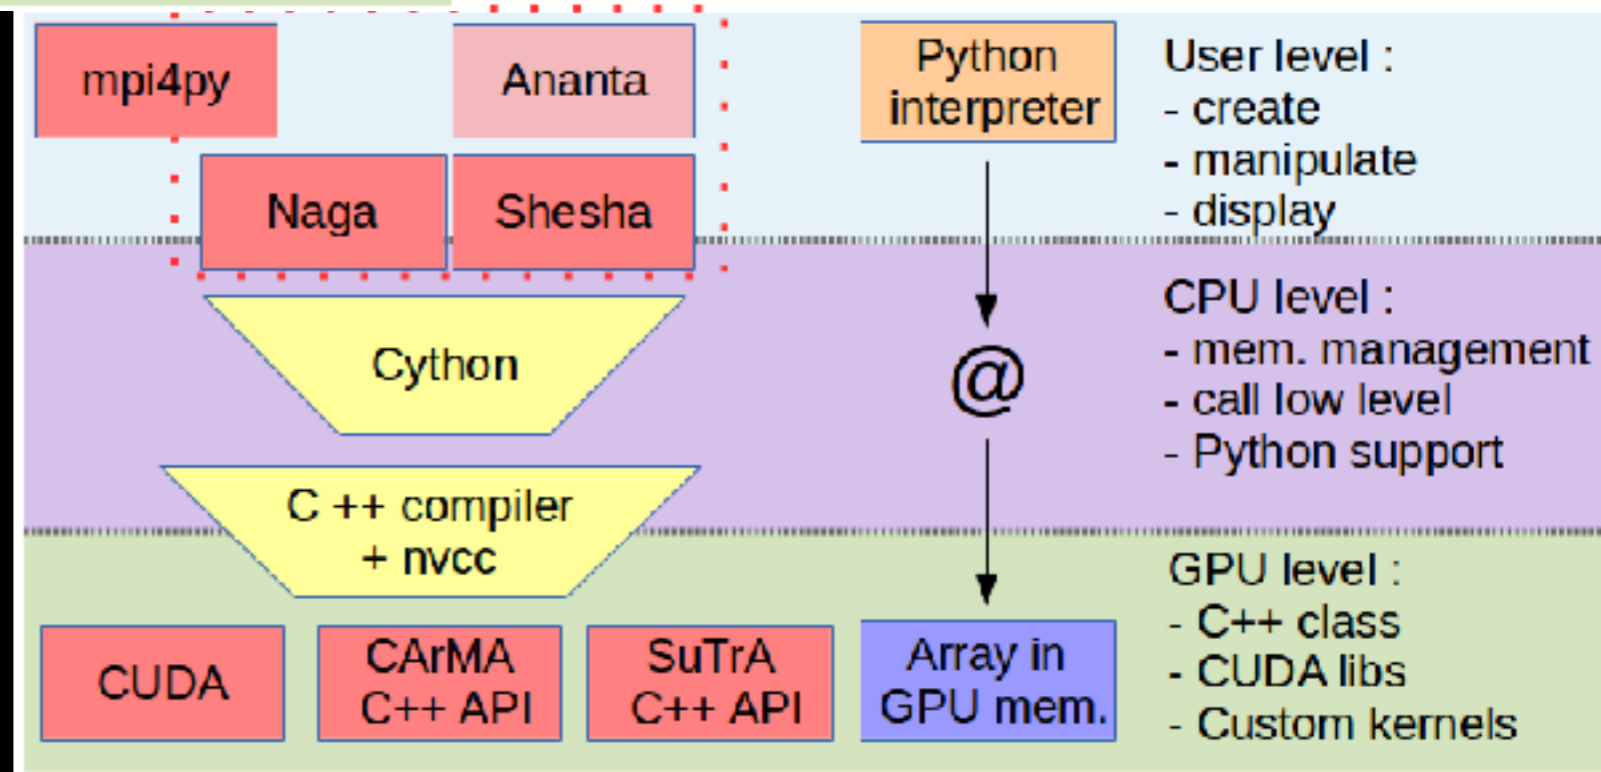 mpi4py
Ananta
Naga
Shesha
Python
interpreter
User level :
- create
- manipulate
- display
Cython
C ++ compiler
+ nvcc
@
CPU level :
- mem. management
- call low level
- Python support
CUDA
CArMA
C++ API
SuTrA
C++ API
Array in
GPU mem.
GPU level :
- C++ class
- CUDA libs
- Custom kernels